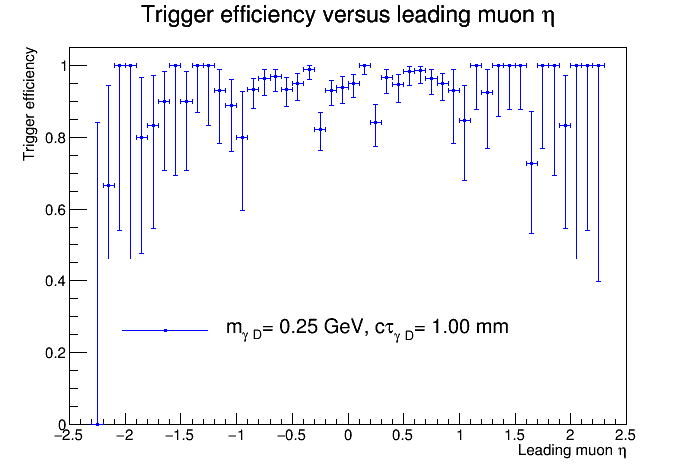 Trigger efficiency versus leading muon η
Trigger efficiency
1
0.8
0.6
0.4
0.2
0
m_γ D= 0.25 GeV, cτ_γ D= 1.00 mm
−2.5 −2 −1.5 −1 −0.5 0 0.5 1 1.5 2 2.5
Leading muon η